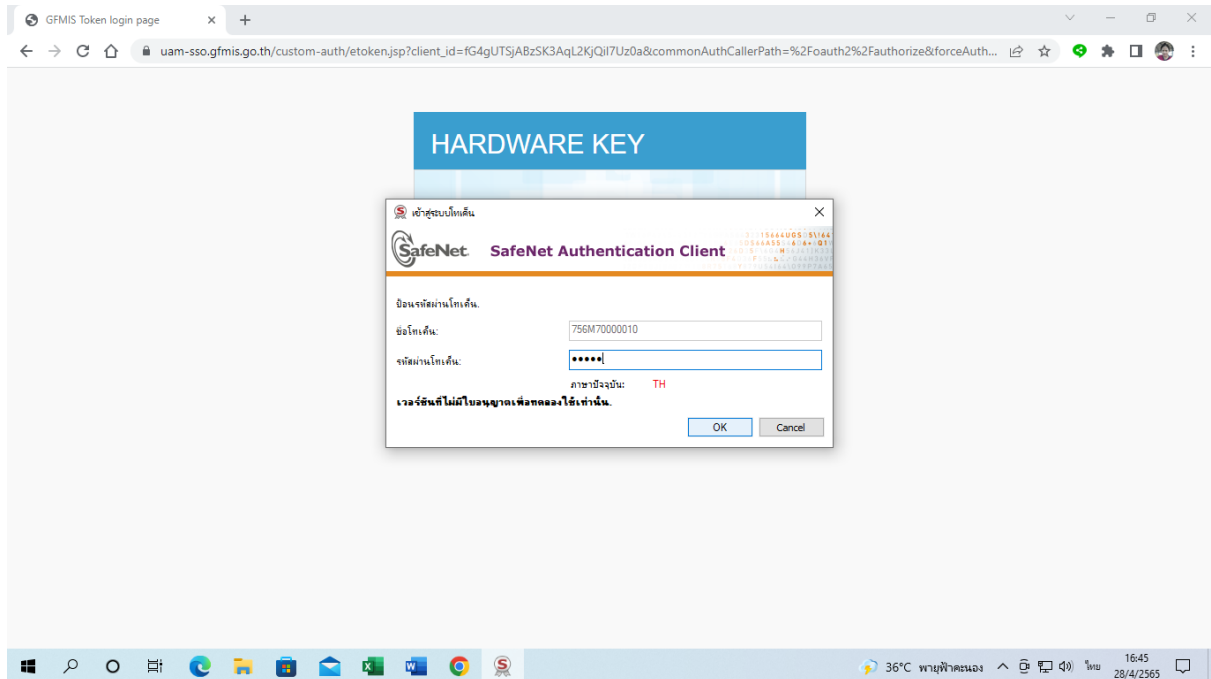 GFMIS Token login page
uam-sso.gfmis.go.th/custom-auth/etoken.jsp?client_id=fG4gUTSjABzSK3AqL2KjQiI7Uz0a&commonAuthCallerPath=%2Foauth2%2Fauthorize&forceAuth...
HARDWARE KEY
เข้าสู่ระบบโทเค็น
SafeNet. SafeNet Authentication Client
ป้อนรหัสผ่านโทเค็น.
ชื่อโทเค็น: 756M70000010
รหัสผ่านโทเค็น: •••••
ภาษาปัจจุบัน: TH
เวอร์ชันที่ไม่มีใบอนุญาตเพื่อทดลองใช้เท่านั้น.
OK Cancel
36°C พายุฟ้าคะนอง ไทย 16:45
28/4/2565